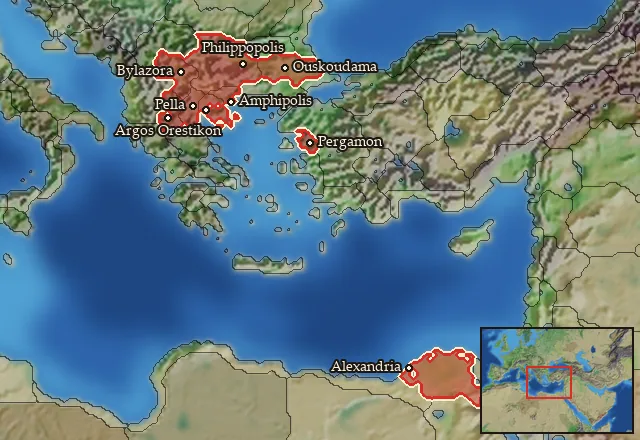 Philippopolis
Bylazora
Ouskoudama
Pella
Amphipolis
Argos Orestikon
Pergamon
Alexandria